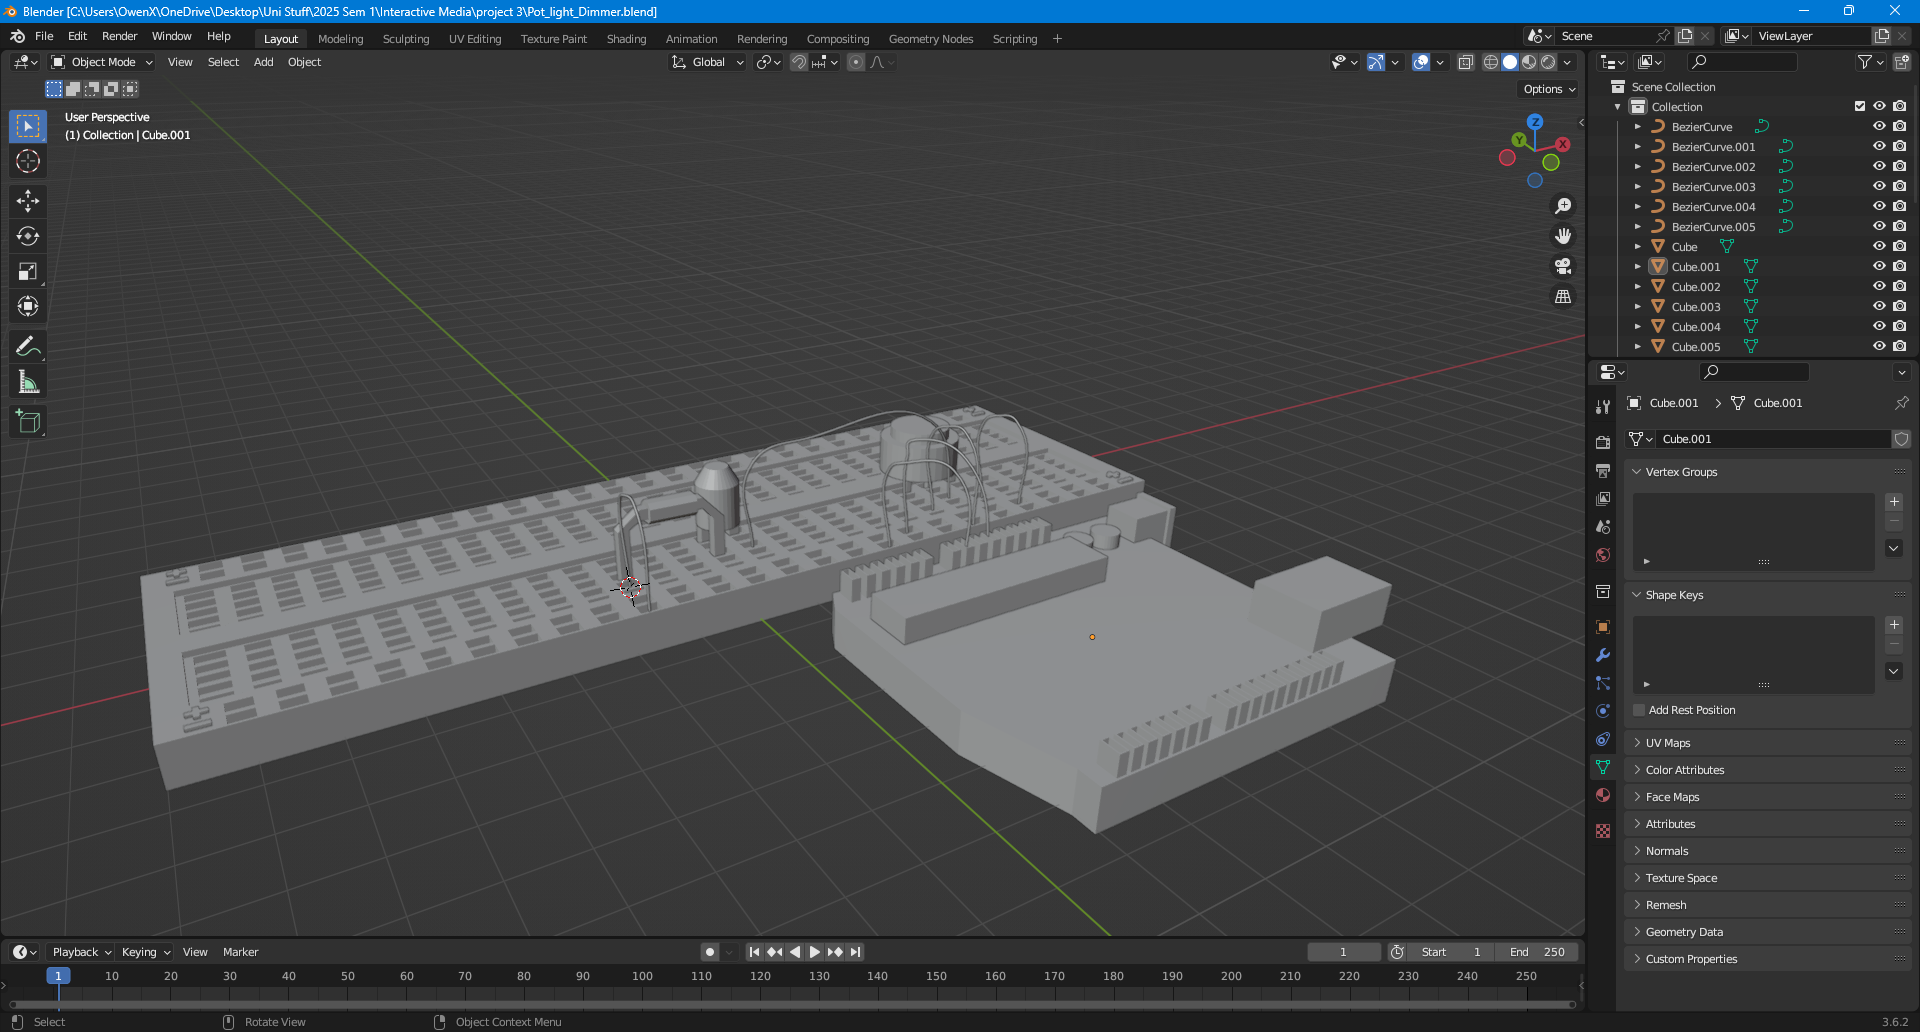 Blender [C:\Users\OwenX\OneDrive\Desktop\Uni Stuff\2025 Sem 1\Interactive Media\project 3\Pot_light_Dimmer.blend]
File Edit Render Window Help Layout Modeling Sculpting UV Editing Texture Paint Shading Animation Rendering Compositing Geometry Nodes Scripting + Scene ViewLayer
Object Mode View Select Add Object Global
Options
User Perspective
(1) Collection | Cube.001
Z
Y
X
Scene Collection
Collection
BezierCurve
BezierCurve.001
BezierCurve.002
BezierCurve.003
BezierCurve.004
BezierCurve.005
Cube
Cube.001
Cube.002
Cube.003
Cube.004
Cube.005
Cube.001 > Cube.001
Cube.001
Vertex Groups
Shape Keys
Add Rest Position
UV Maps
Color Attributes
Face Maps
Attributes
Normals
Texture Space
Remesh
Geometry Data
Custom Properties
Playback Keying View Marker 1 Start 1 End 250
1 10 20 30 40 50 60 70 80 90 100 110 120 130 140 150 160 170 180 190 200 210 220 230 240 250
Select Rotate View Object Context Menu 3.6.2